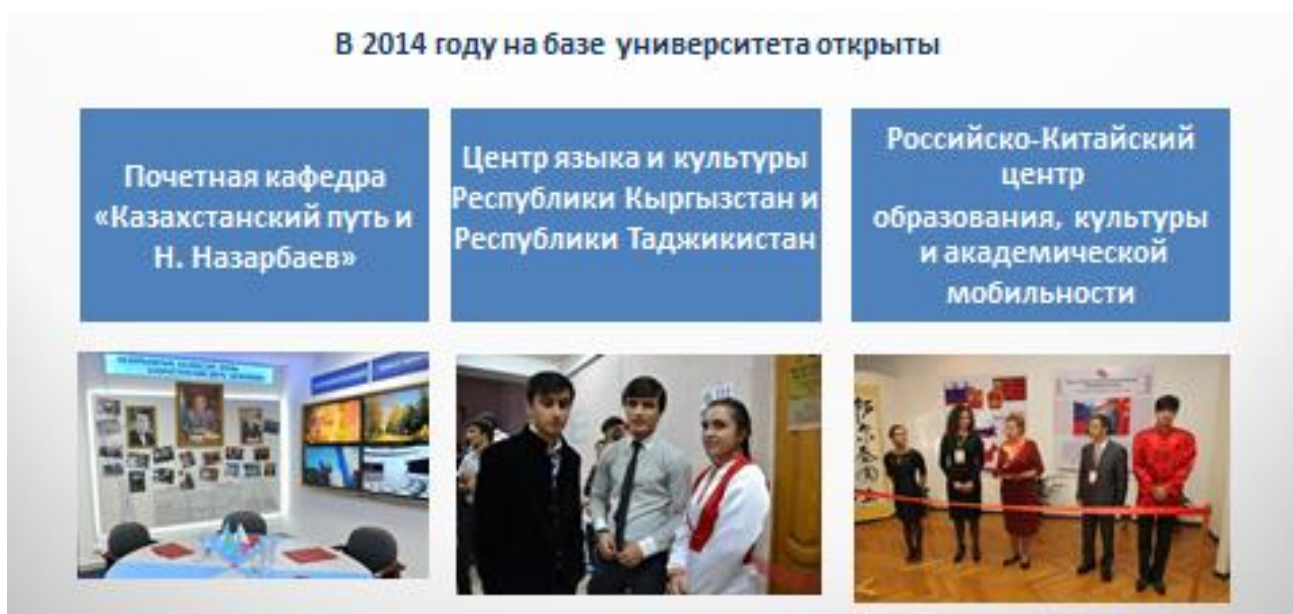 В 2014 году на базе университета открыты
Почетная кафедра
«Казахстанский путь и
Н. Назарбаев»
Центр языка и культуры
Республики Кыргызстан и
Республики Таджикистан
Российско-Китайский
центр
образования, культуры
и академической
мобильности